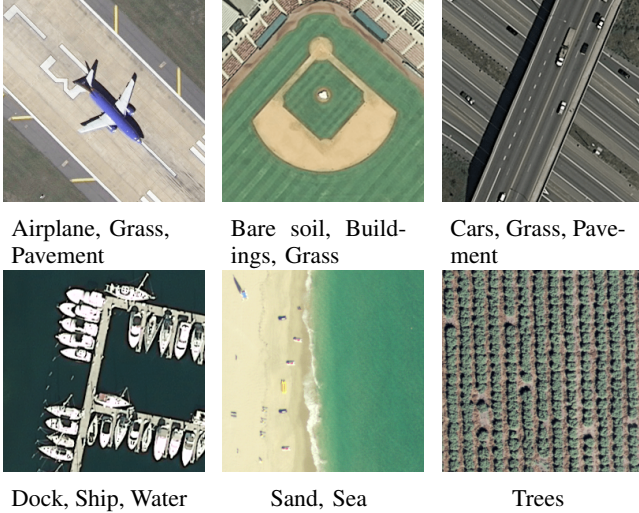 Airplane, Grass,
Pavement
Bare soil, Build-
ings, Grass
Cars, Grass, Pave-
ment
Dock, Ship, Water
Sand, Sea
Trees